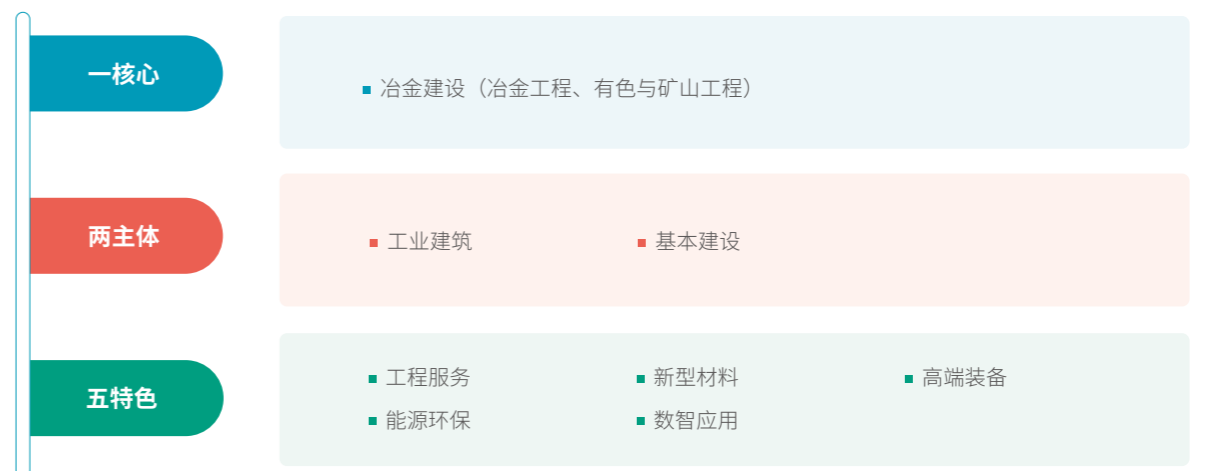 一核心
冶金建设（冶金工程、有色与矿山工程）
两主体
工业建筑 基本建设
五特色
工程服务 新型材料 高端装备
能源环保 数智应用